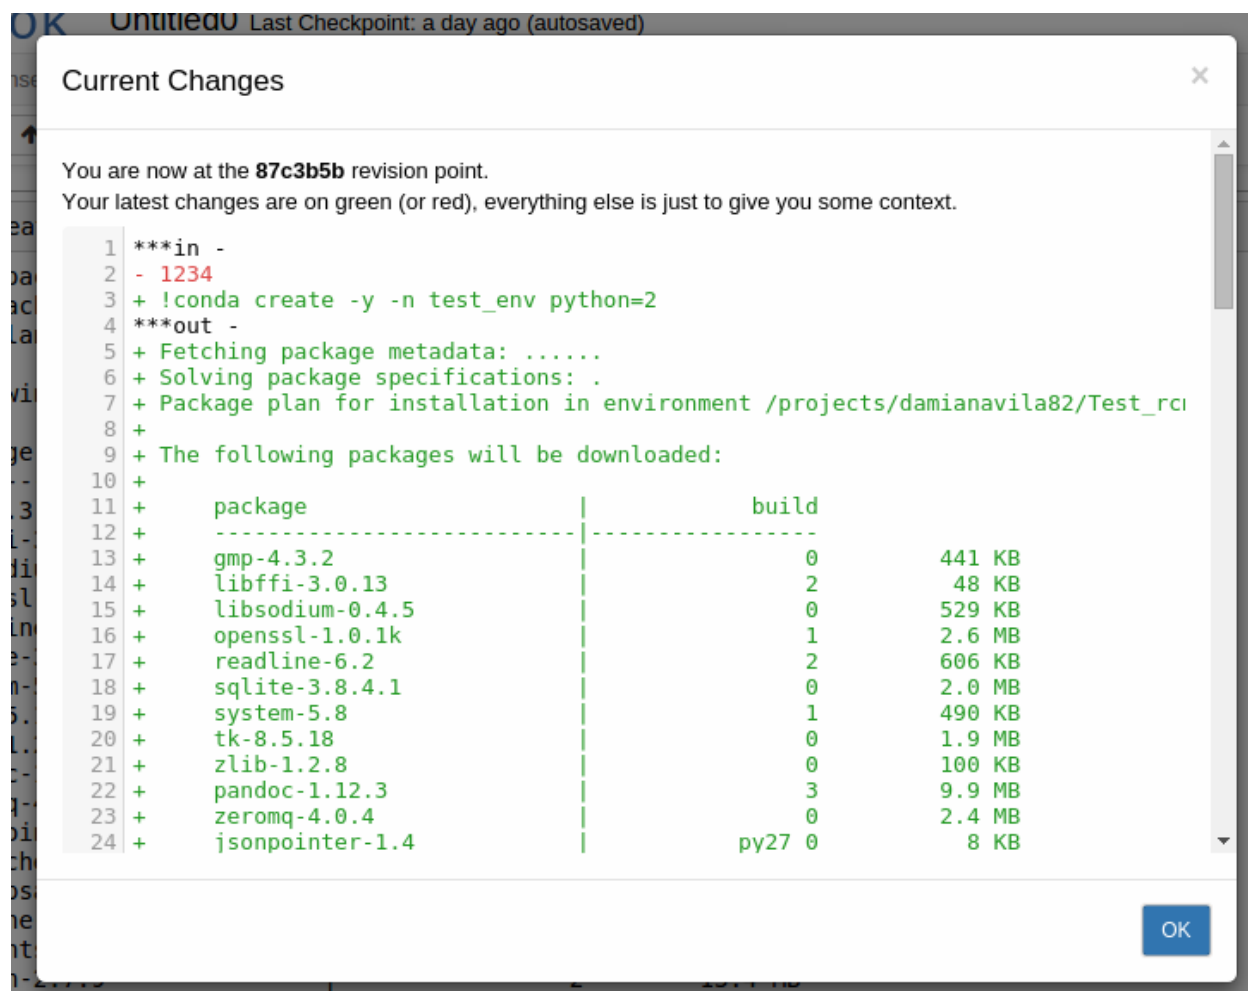 OK Untitled0 Last Checkpoint: a day ago (autosaved)
Current Changes ×
You are now at the 87c3b5b revision point.
Your latest changes are on green (or red), everything else is just to give you some context.
1 ***in -
2 - 1234
3 + !conda create -y -n test_env python=2
4 ***out -
5 + Fetching package metadata: ......
6 + Solving package specifications: .
7 + Package plan for installation in environment /projects/damianavila82/Test_rc
8 +
9 + The following packages will be downloaded:
10 +
11 + package | build
12 + ---------------------------|-----------------
13 + gmp-4.3.2 | 0 441 KB
14 + libffi-3.0.13 | 2 48 KB
15 + libsodium-0.4.5 | 0 529 KB
16 + openssl-1.0.1k | 1 2.6 MB
17 + readline-6.2 | 2 606 KB
18 + sqlite-3.8.4.1 | 0 2.0 MB
19 + system-5.8 | 1 490 KB
20 + tk-8.5.18 | 0 1.9 MB
21 + zlib-1.2.8 | 0 100 KB
22 + pandoc-1.12.3 | 3 9.9 MB
23 + zeromq-4.0.4 | 0 2.4 MB
24 + jsonpointer-1.4 | py27 0 8 KB
OK